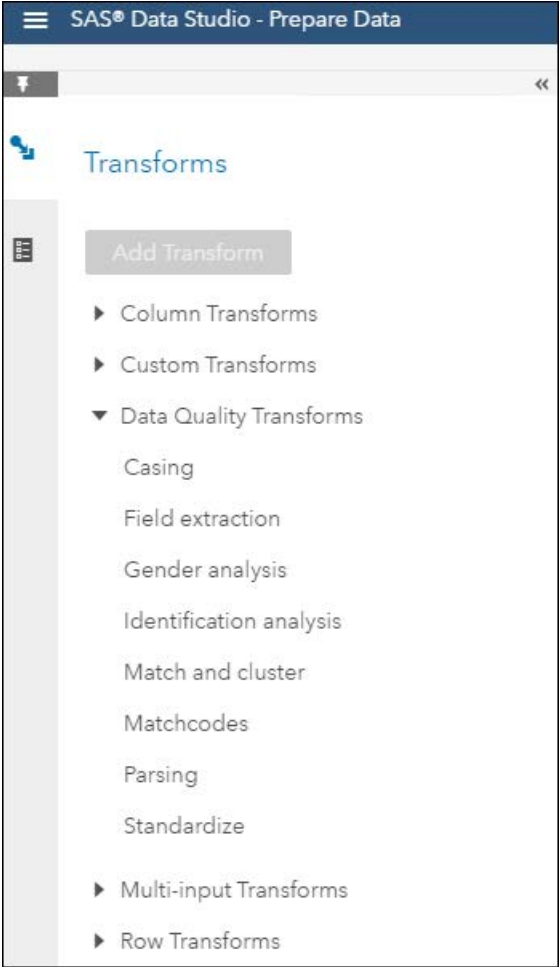 SAS® Data Studio - Prepare Data
Transforms
Add Transform
Column Transforms
Custom Transforms
Data Quality Transforms
Casing
Field extraction
Gender analysis
Identification analysis
Match and cluster
Matchcodes
Parsing
Standardize
Multi-input Transforms
Row Transforms